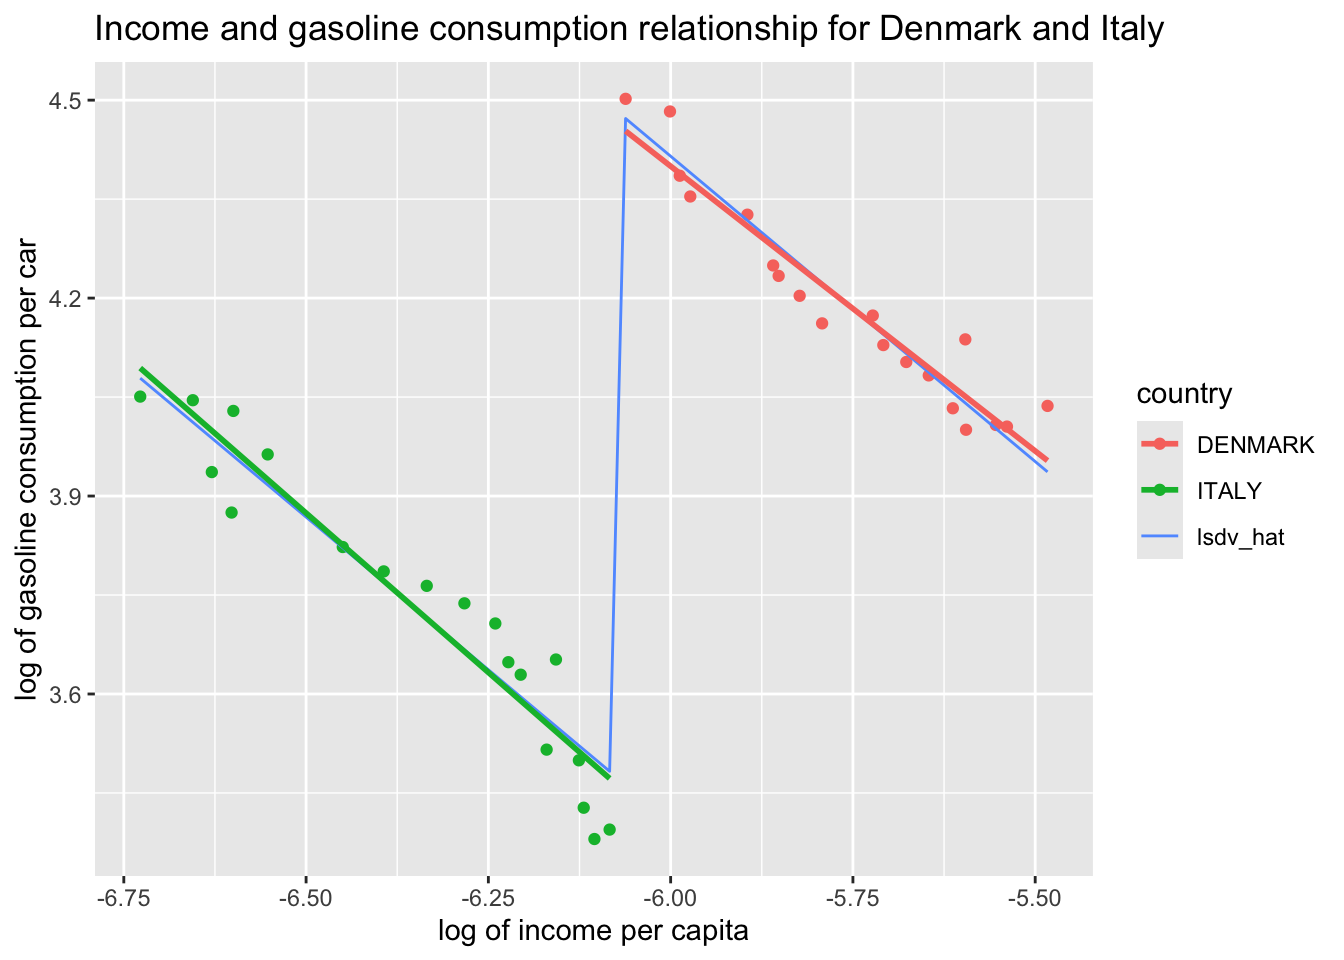 Income and gasoline consumption relationship for Denmark and Italy
log of gasoline consumption per car
4.5
4.2
3.9
3.6
-6.75 -6.50 -6.25 -6.00 -5.75 -5.50
log of income per capita
country
DENMARK
ITALY
lsdv_hat